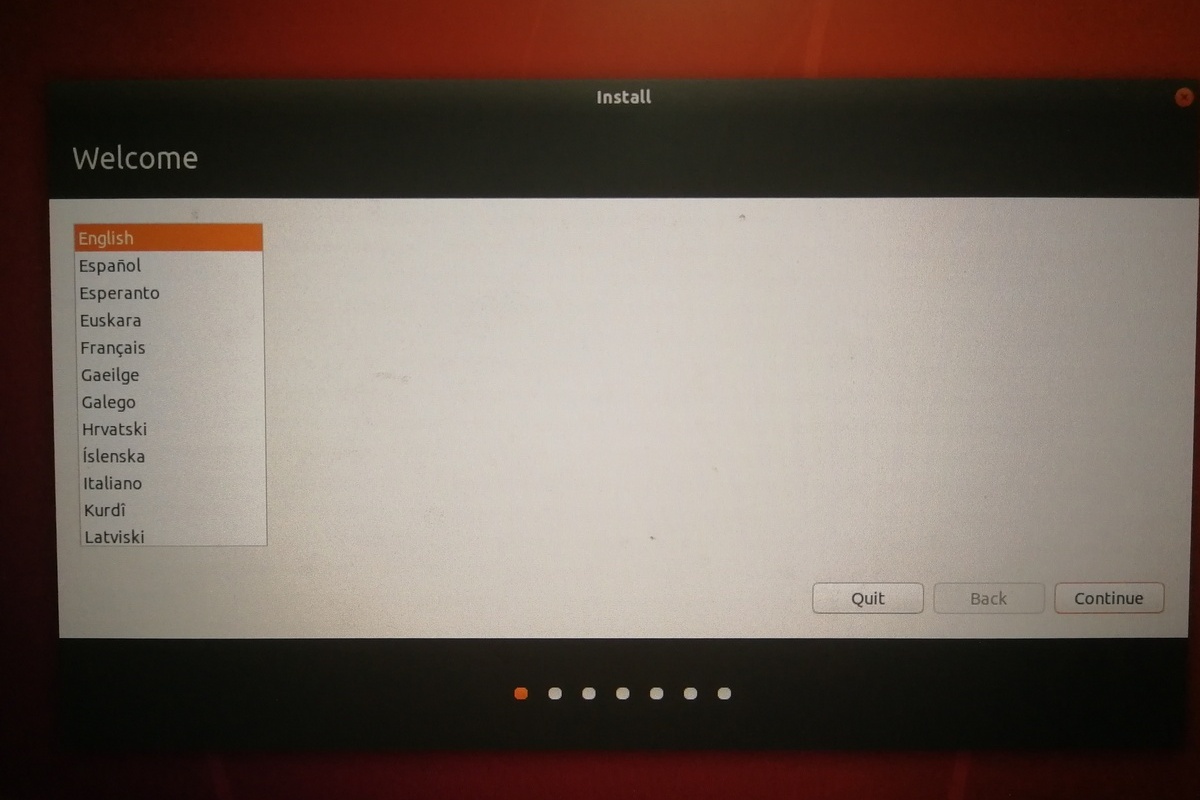 Install
Welcome
English
Español
Esperanto
Euskara
Français
Gaeilge
Galego
Hrvatski
Íslenska
Italiano
Kurdî
Latviski
Quit
Back
Continue